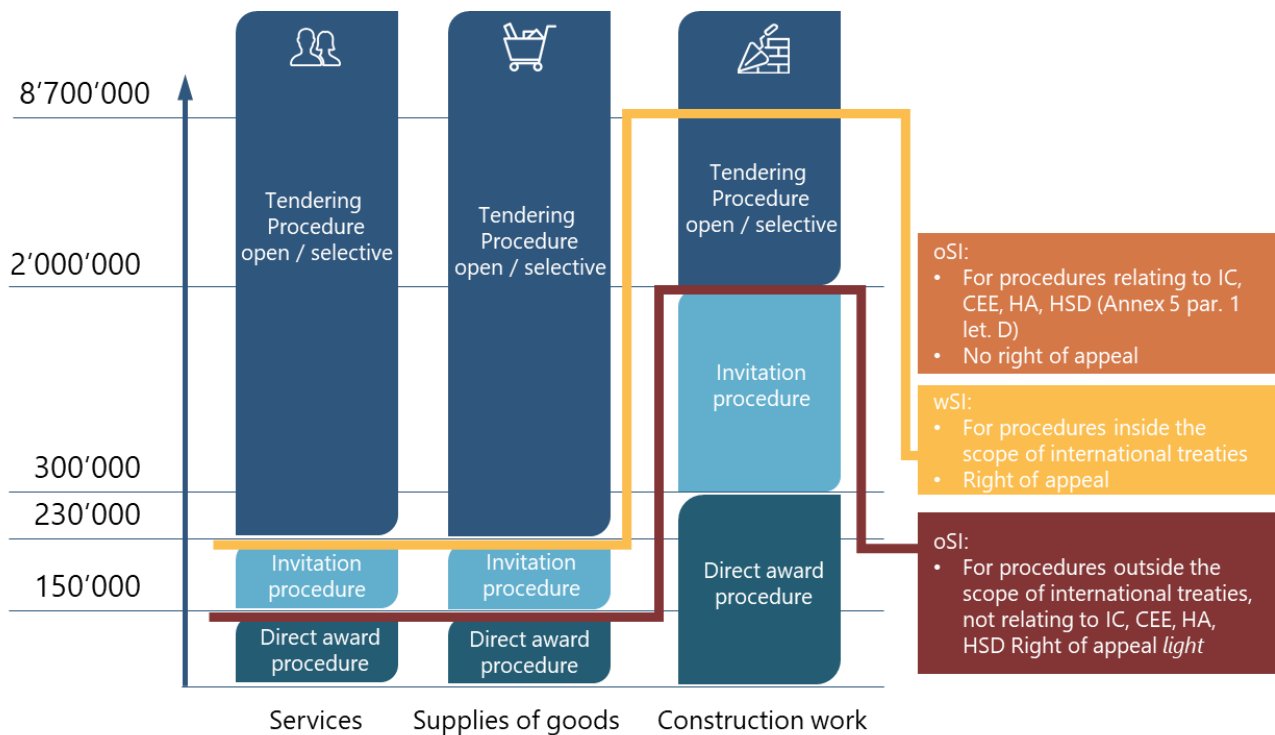 8’700’000
2’000’000
300’000
230’000
150’000
Tendering
Procedure
open / selective
Invitation
procedure
Direct award
procedure
Services
Tendering
Procedure
open / selective
Invitation
procedure
Direct award
procedure
Supplies of goods
Tendering
Procedure
open / selective
Invitation
procedure
Direct award
procedure
Construction work
oSI:
• For procedures relating to IC,
CEE, HA, HSD (Annex 5 par. 1
let. D)
• No right of appeal
wSI:
• For procedures inside the
scope of international treaties
• Right of appeal
oSI:
• For procedures outside the
scope of international treaties,
not relating to IC, CEE, HA,
HSD Right of appeal light